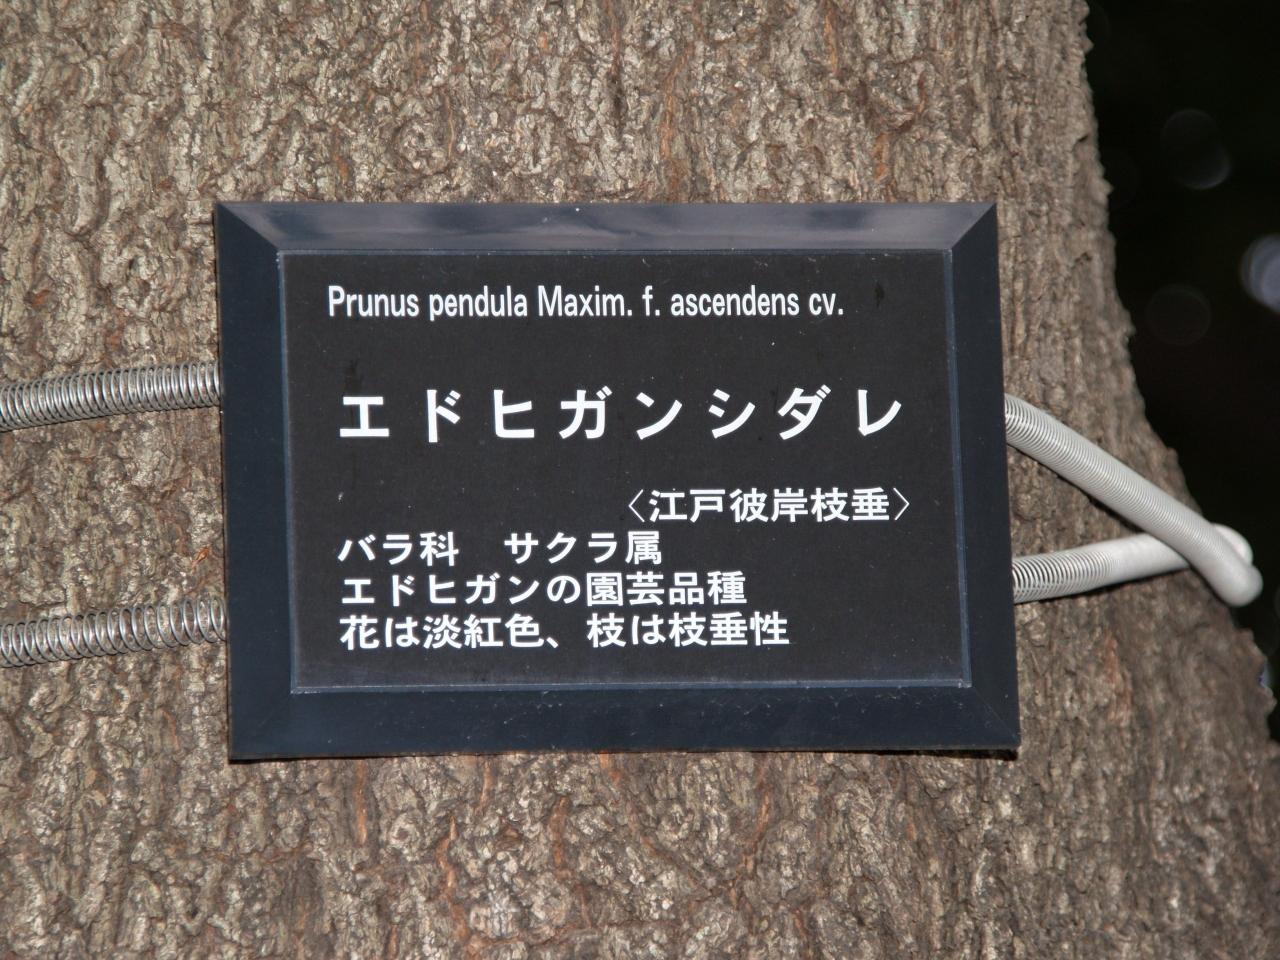 Prunus pendula Maxim. f. ascendens cv.
エドヒガンシダレ
〈江戸彼岸枝垂〉
バラ科　サクラ属
エドヒガンの園芸品種
花は淡紅色、枝は枝垂性